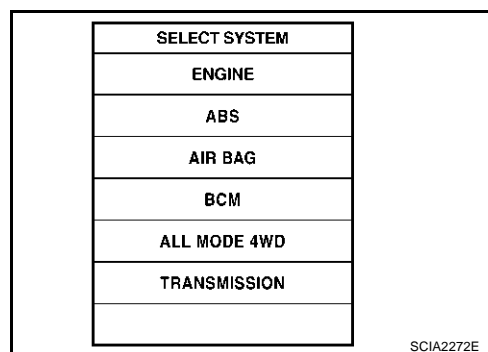 SELECT SYSTEM
ENGINE
ABS
AIR BAG
BCM
ALL MODE 4WD
TRANSMISSION
SCIA2272E